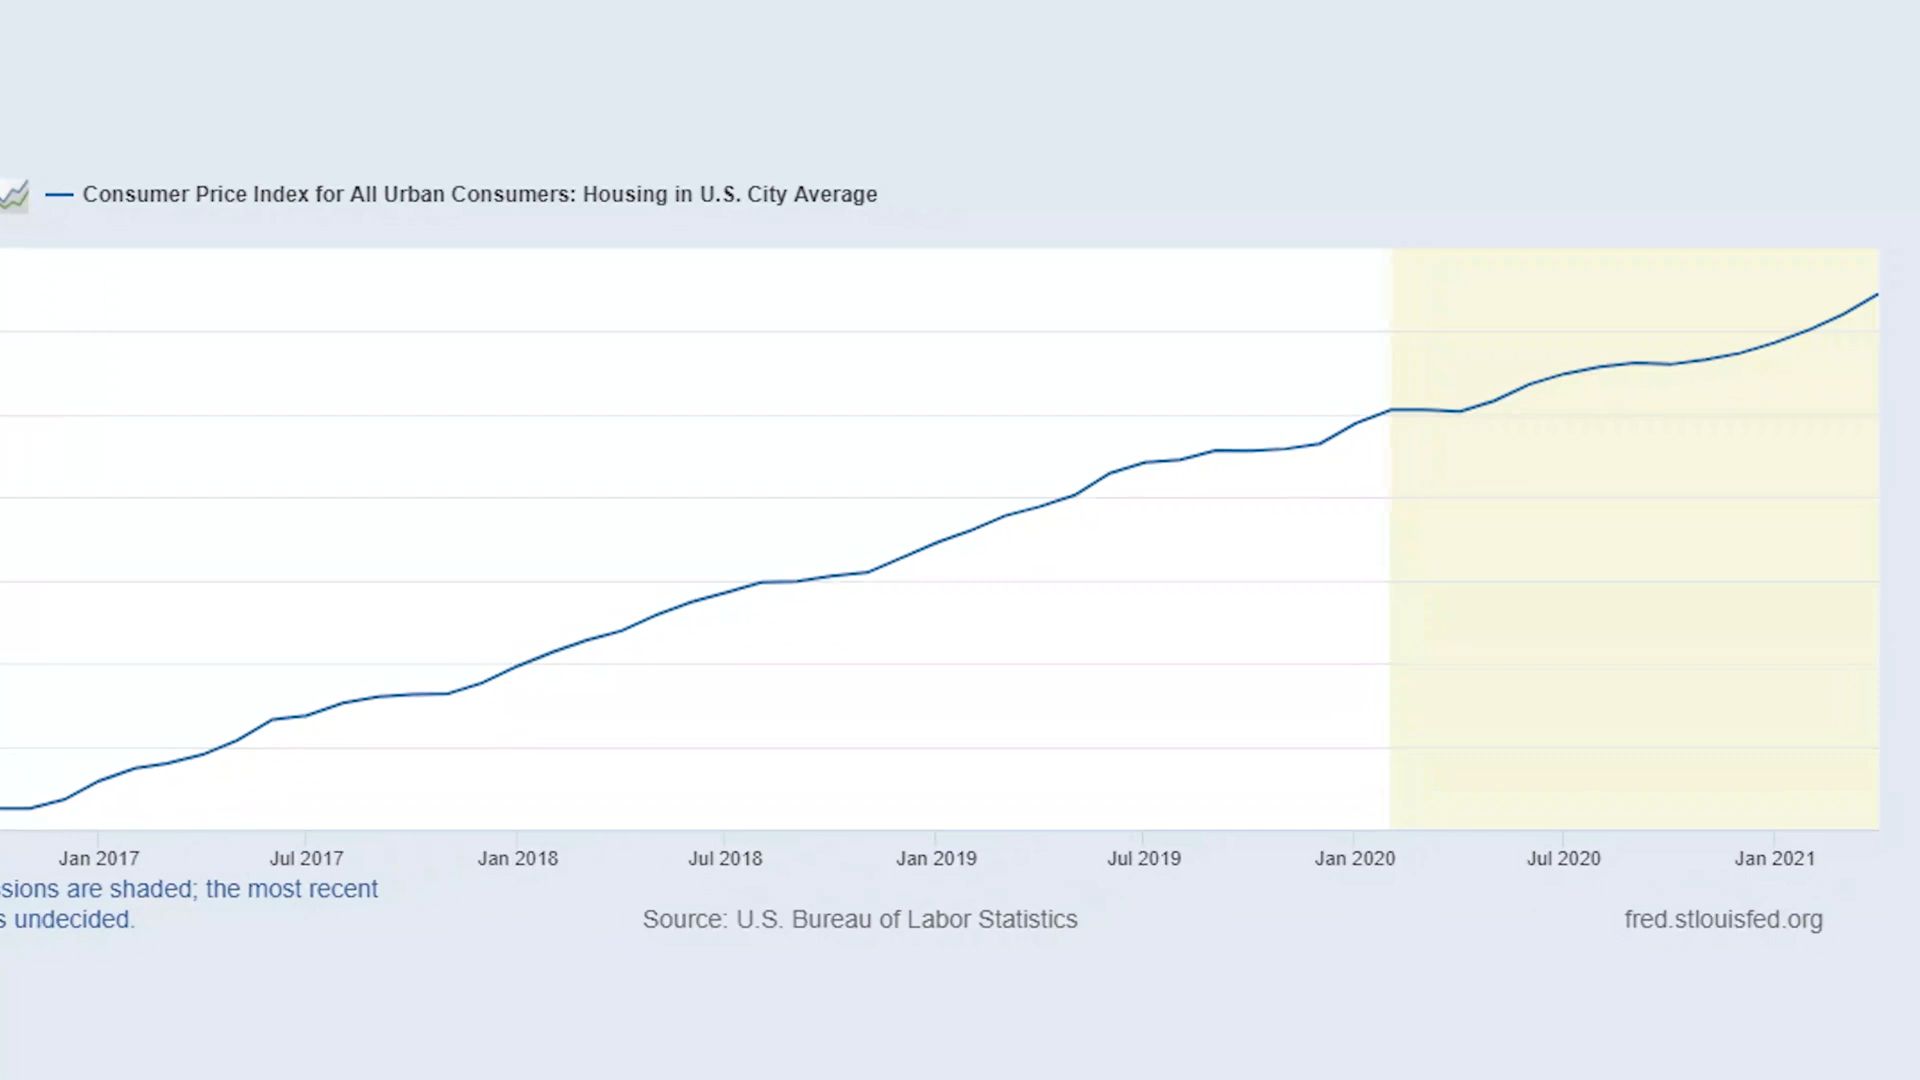 Consumer Price Index for All Urban Consumers: Housing in U.S. City Average
Jan 2017 Jul 2017 Jan 2018 Jul 2018 Jan 2019 Jul 2019 Jan 2020 Jul 2020 Jan 2021
ssions are shaded; the most recent
s undecided.
Source: U.S. Bureau of Labor Statistics
fred.stlouisfed.org